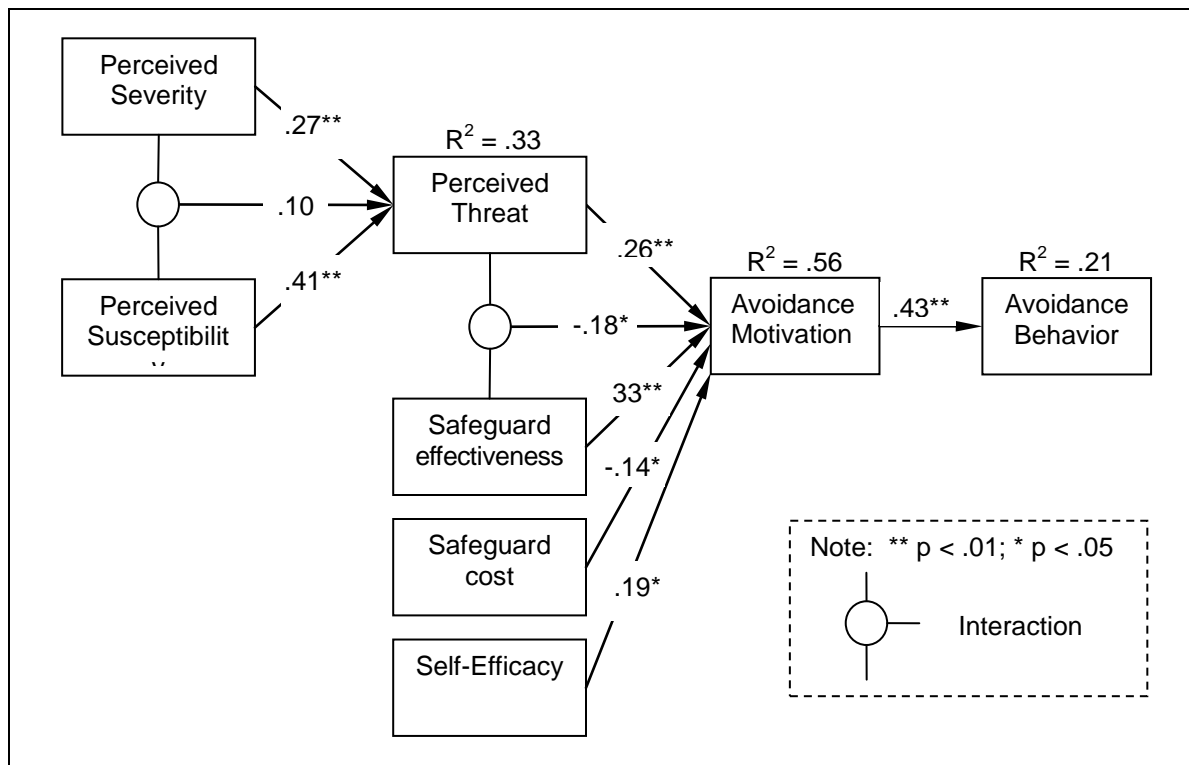 Perceived
Severity
.27**
R² = .33
Perceived
Threat
.10
.26**
.41**
R² = .56
R² = .21
Perceived
Susceptibilit
Avoidance
Motivation
.43**
Avoidance
Behavior
-.18*
33**
Safeguard
effectiveness
-.14*
Safeguard
cost
.19*
Note: ** p < .01; * p < .05
Interaction
Self-Efficacy